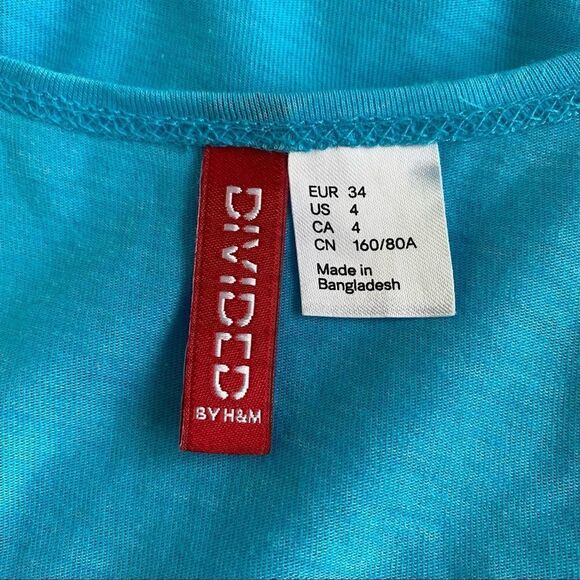 DIVIDED
BY H&M
EUR 34
US 4
CA 4
CN 160/80A
Made in
Bangladesh